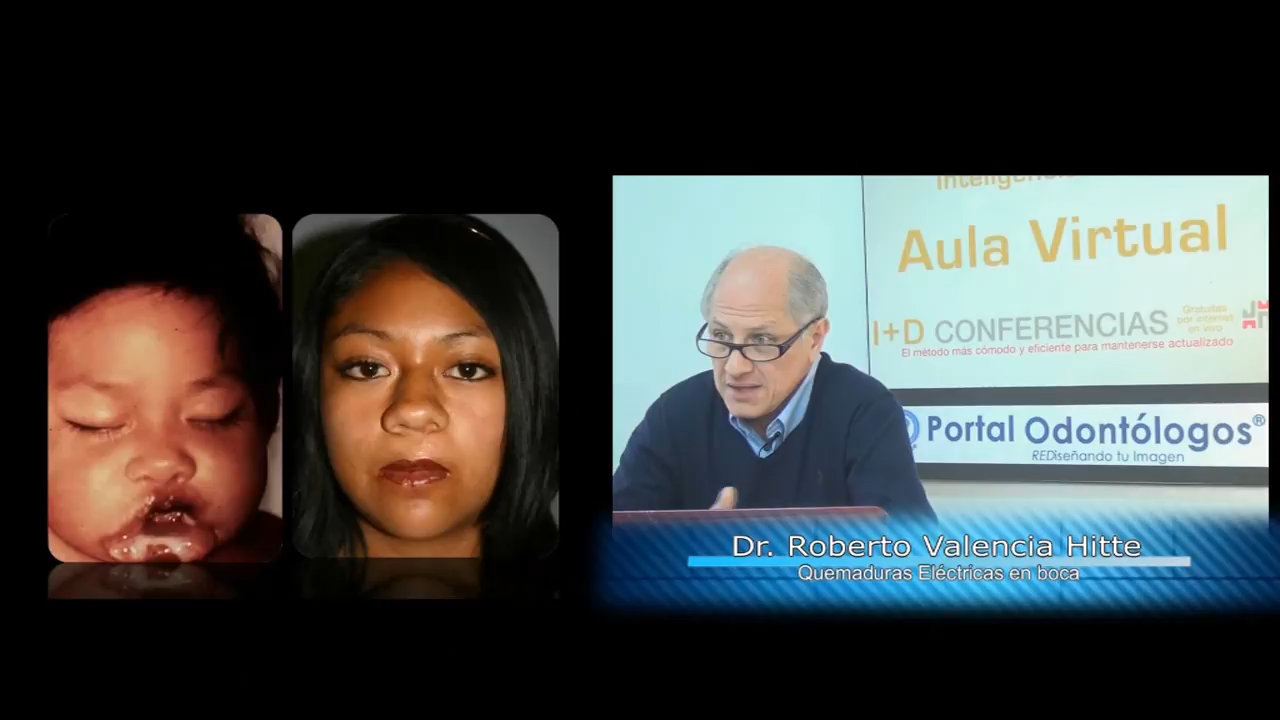 Aula Virtual
I+D CONFERENCIAS
Gratuitas
por internet
en vivo
El método más cómodo y eficiente para mantenerse actualizado
Portal Odontólogos®
REDiseñando tu Imagen
Dr. Roberto Valencia Hitte
Quemaduras Eléctricas en boca